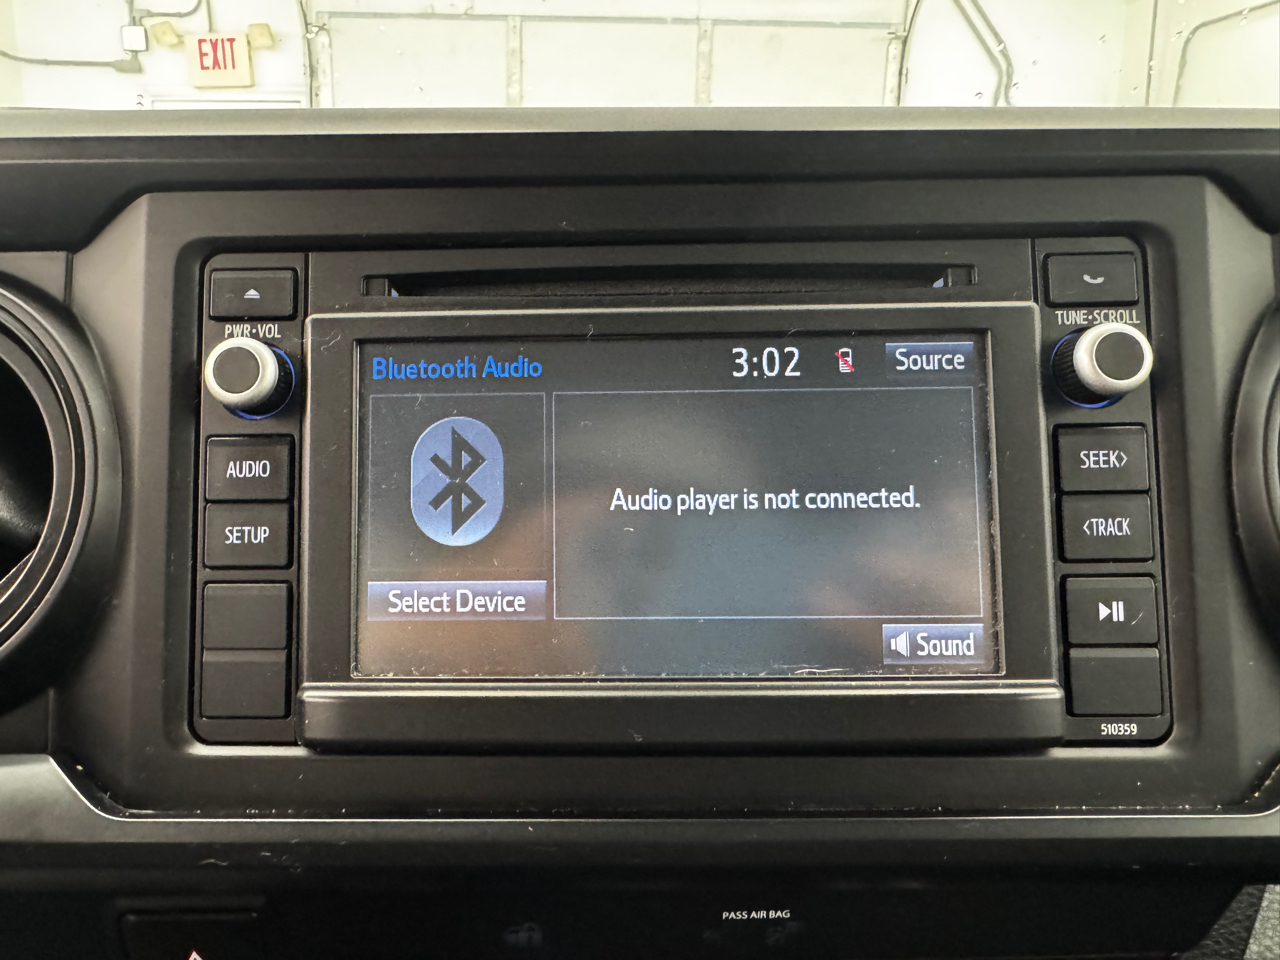 EXIT
PWR•VOL
TUNE•SCROLL
Bluetooth Audio
3:02
Source
AUDIO
SEEK>
Audio player is not connected.
SETUP
<TRACK
Select Device
Sound
510359
PASS AIR BAG